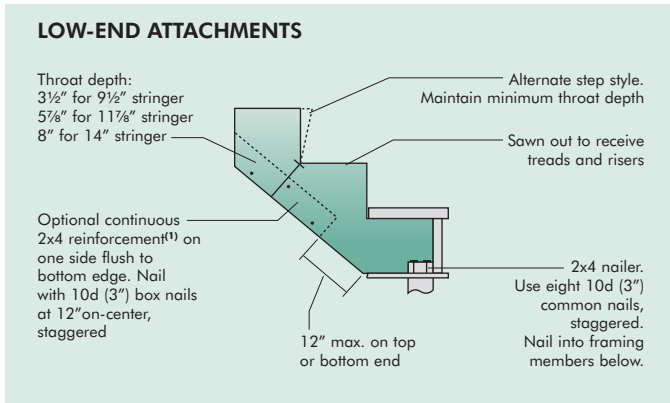 LOW-END ATTACHMENTS
Throat depth:
3½" for 9½" stringer
5⅞" for 11⅞" stringer
8" for 14" stringer
Alternate step style.
Maintain minimum throat depth
Sawn out to receive
treads and risers
Optional continuous
2x4 reinforcement(1) on
one side flush to
bottom edge. Nail
with 10d (3") box nails
at 12"on-center,
staggered
12" max. on top
or bottom end
2x4 nailer.
Use eight 10d (3")
common nails,
staggered.
Nail into framing
members below.